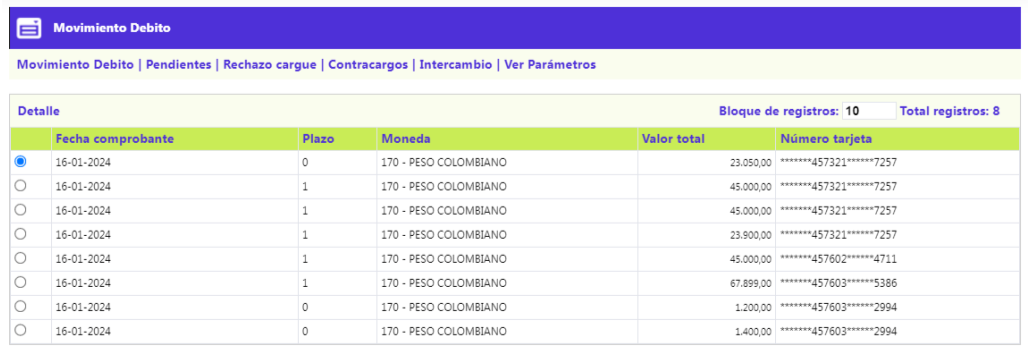 Movimiento Debito
Movimiento Debito | Pendientes | Rechazo cargue | Contracargos | Intercambio | Ver Parámetros
Detalle Bloque de registros: 10 Total registros: 8
Fecha comprobante Plazo Moneda Valor total Número tarjeta
16-01-2024 0 170 - PESO COLOMBIANO 23.050,00 *******457321******7257
16-01-2024 1 170 - PESO COLOMBIANO 45.000,00 *******457321******7257
16-01-2024 1 170 - PESO COLOMBIANO 45.000,00 *******457321******7257
16-01-2024 1 170 - PESO COLOMBIANO 23.900,00 *******457321******7257
16-01-2024 1 170 - PESO COLOMBIANO 45.000,00 *******457602******4711
16-01-2024 1 170 - PESO COLOMBIANO 67.899,00 *******457603******5386
16-01-2024 0 170 - PESO COLOMBIANO 1.200,00 *******457603******2994
16-01-2024 0 170 - PESO COLOMBIANO 1.400,00 *******457603******2994